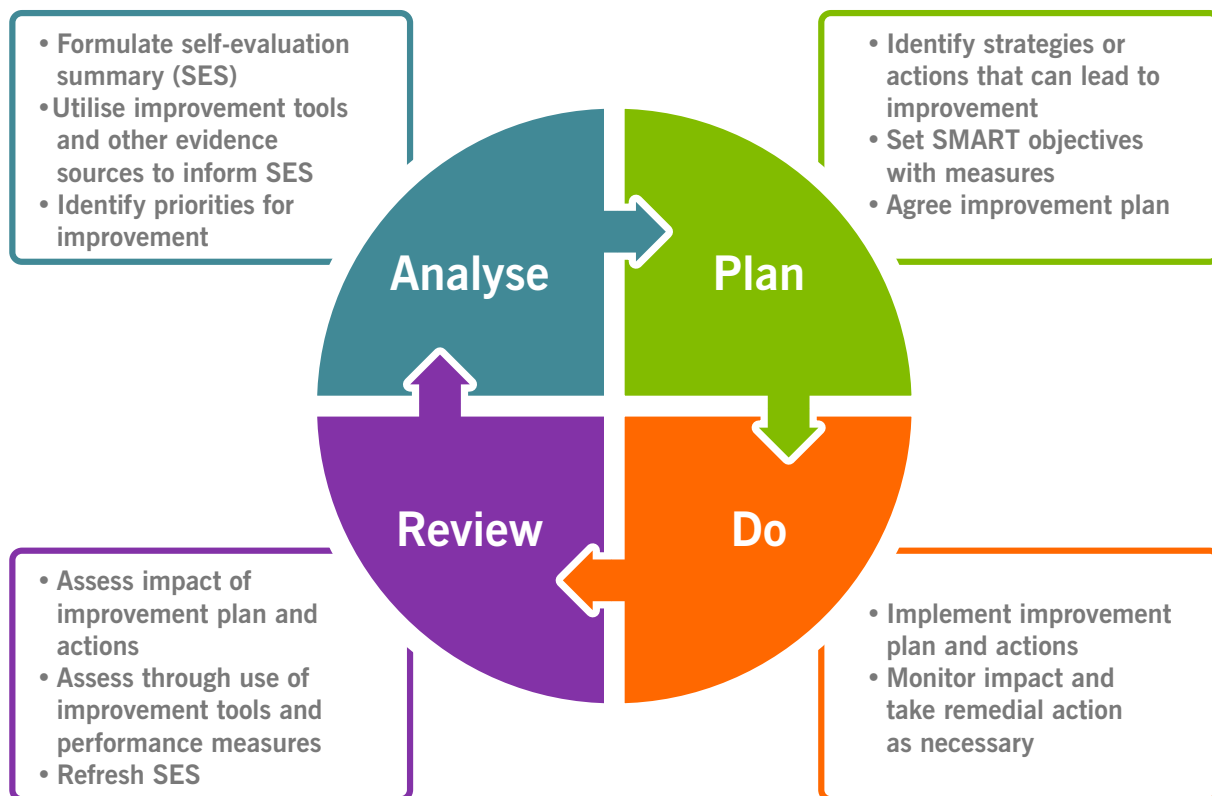 • Formulate self-evaluation
summary (SES)
•Utilise improvement tools
and other evidence
sources to inform SES
• Identify priorities for
improvement
• Identify strategies or
actions that can lead to
improvement
• Set SMART objectives
with measures
• Agree improvement plan
Analyse
Plan
Review
Do
• Assess impact of
improvement plan and
actions
• Assess through use of
improvement tools and
performance measures
• Refresh SES
• Implement improvement
plan and actions
• Monitor impact and
take remedial action
as necessary